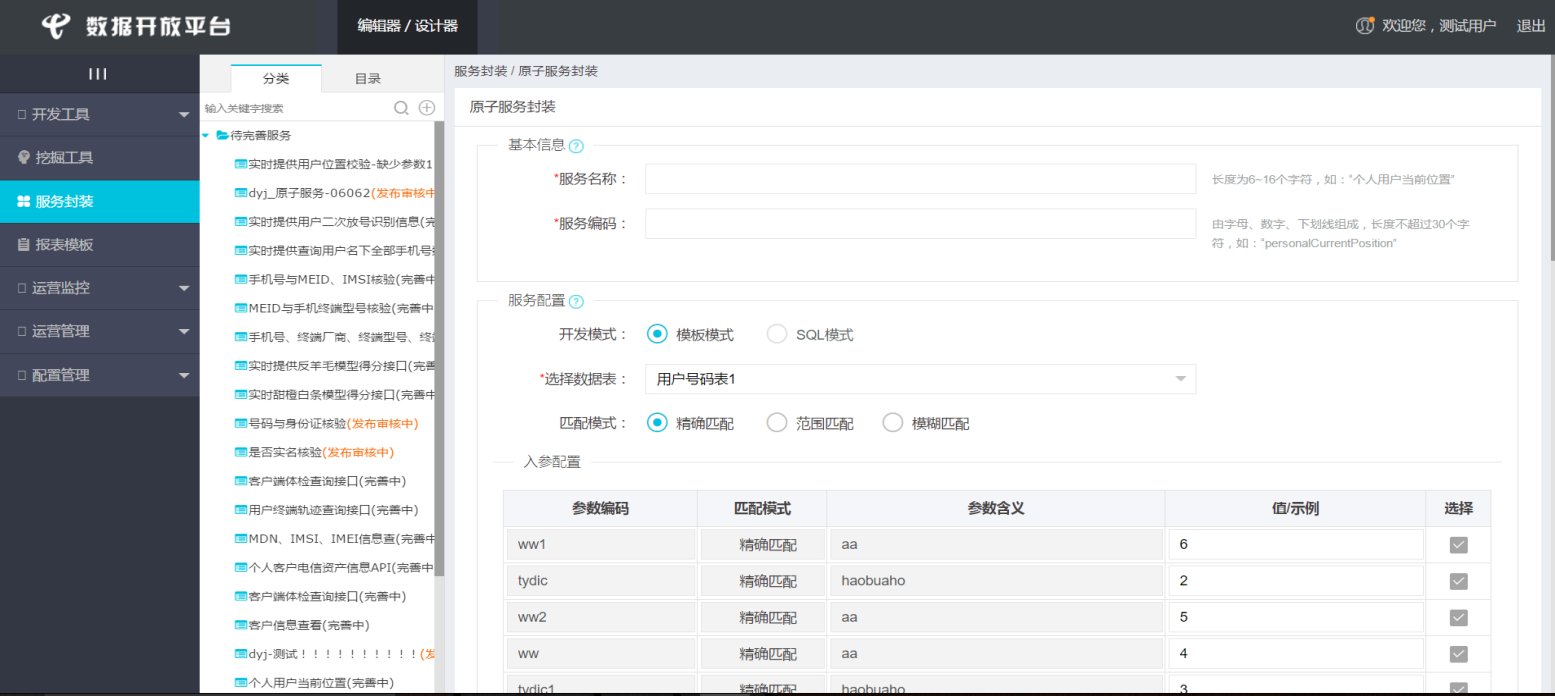 数据开放平台
编辑器 / 设计器
欢迎您，测试用户 退出
开发工具
挖掘工具
服务封装
报表模板
运营监控
运营管理
配置管理
分类 目录
输入关键字搜索
待完善服务
实时提供用户位置校验-缺少参数1
dyj_原子服务-06062(发布审核中
实时提供用户二次放号识别信息(完
实时提供查询用户名下全部手机号
手机号与MEID、IMSI核验(完善中
MEID与手机终端型号核验(完善中
手机号、终端厂商、终端型号、终
实时提供反羊毛模型得分接口(完善
实时甜橙白条模型得分接口(完善中
号码与身份证核验(发布审核中)
是否实名核验(发布审核中)
客户端体检查询接口(完善中)
用户终端轨迹查询接口(完善中)
MDN、IMSI、IMEI信息查(完善中
个人客户电信资产信息API(完善中
客户端体检查询接口(完善中)
客户信息查看(完善中)
dyj-测试！！！！！！！！！！(发
个人用户当前位置(完善中)
服务封装 / 原子服务封装
原子服务封装
基本信息 ?
*服务名称： 长度为6~16个字符，如："个人用户当前位置"
*服务编码： 由字母、数字、下划线组成，长度不超过30个字
符，如："personalCurrentPosition"
服务配置 ?
开发模式： 模板模式 SQL模式
*选择数据表： 用户号码表1
匹配模式： 精确匹配 范围匹配 模糊匹配
入参配置
参数编码 匹配模式 参数含义 值/示例 选择
ww1 精确匹配 aa 6
tydic 精确匹配 haobuaho 2
ww2 精确匹配 aa 5
ww 精确匹配 aa 4
tydic1 精确匹配 haobuaho 3